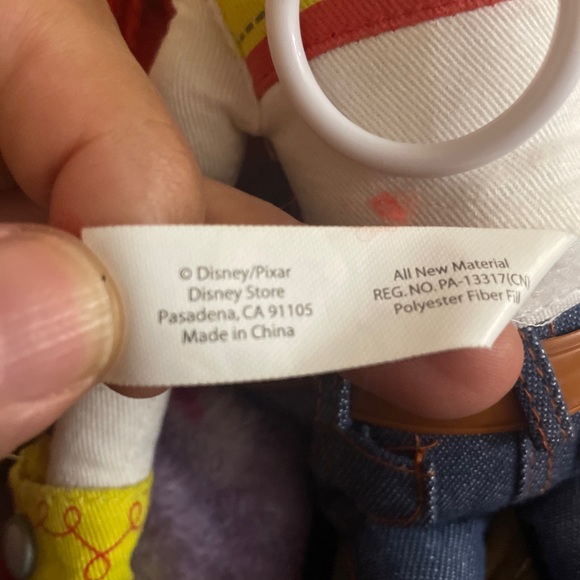 © Disney/Pixar
Disney Store
Pasadena, CA 91105
Made in China
All New Material
REG. NO. PA-13317(CN)
Polyester Fiber Fill